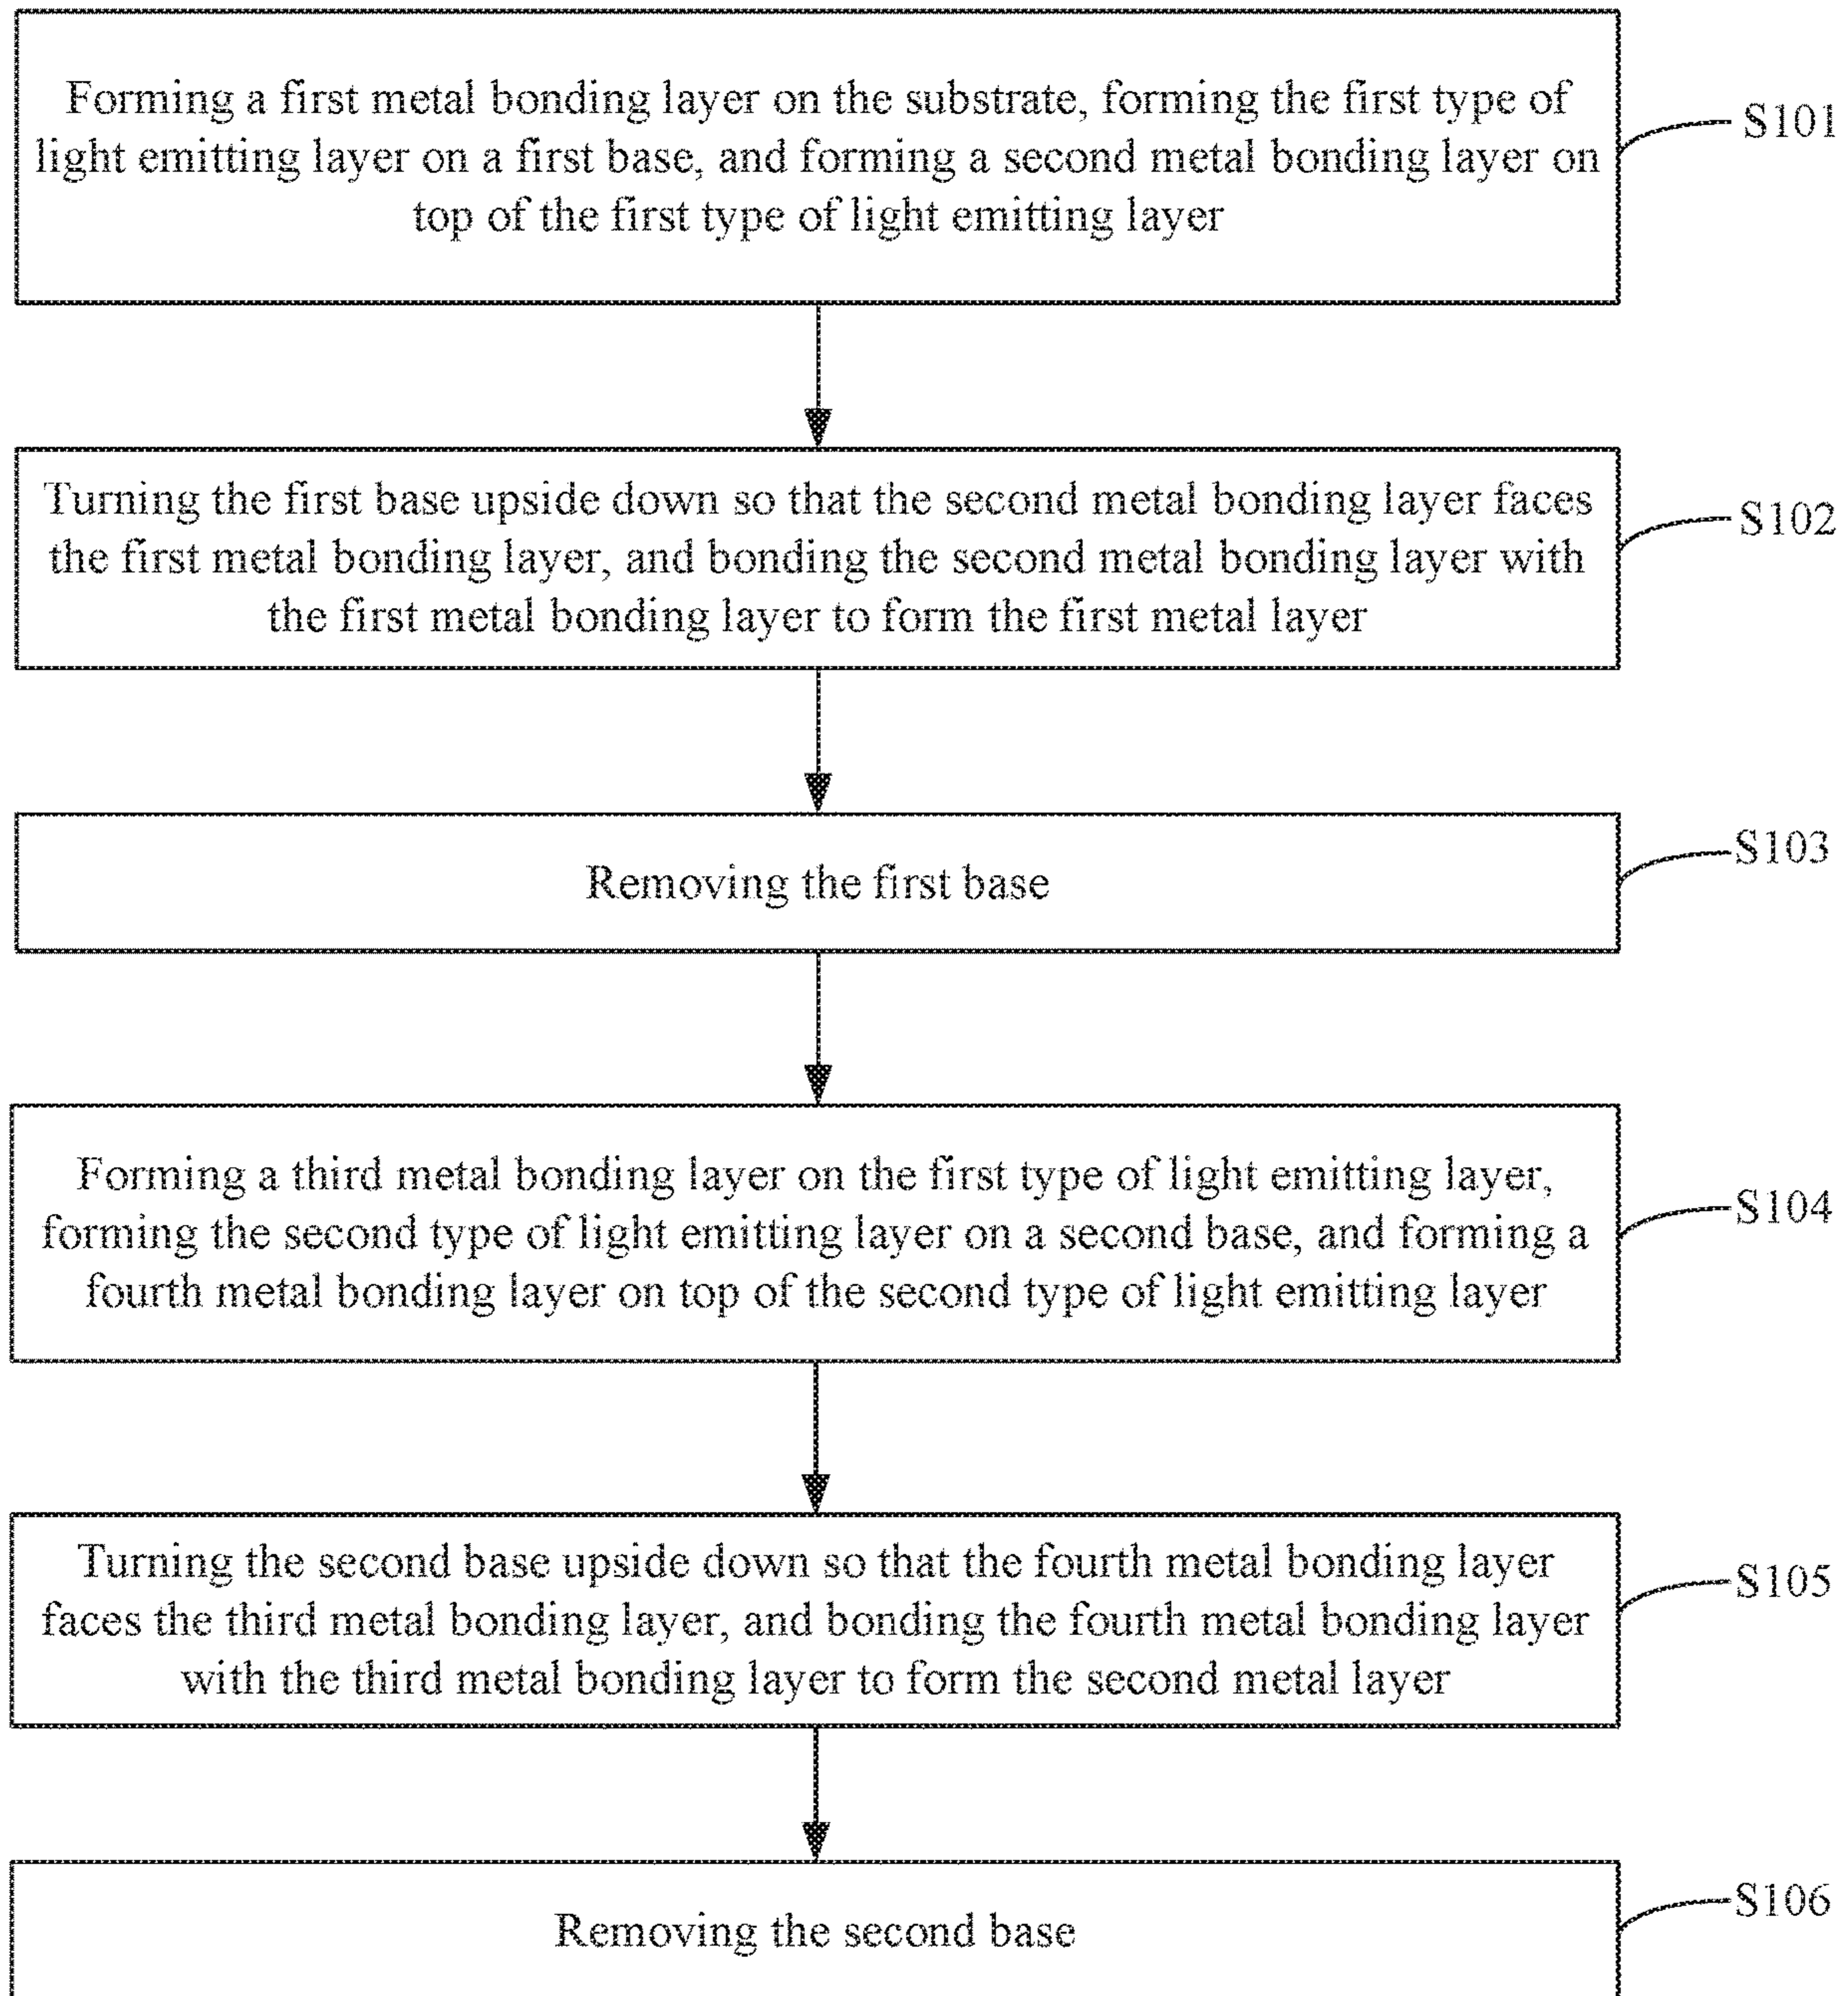 Forming a first metal bonding layer on the substrate, forming the first type of
light emitting layer on a first base, and forming a second metal bonding layer on
top of the first type of light emitting layer
S101
Turning the first base upside down so that the second metal bonding layer faces
the first metal bonding layer, and bonding the second metal bonding layer with
the first metal bonding layer to form the first metal layer
S102
Removing the first base
S103
Forming a third metal bonding layer on the first type of light emitting layer,
forming the second type of light emitting layer on a second base, and forming a
fourth metal bonding layer on top of the second type of light emitting layer
S104
Turning the second base upside down so that the fourth metal bonding layer
faces the third metal bonding layer, and bonding the fourth metal bonding layer
with the third metal bonding layer to form the second metal layer
S105
Removing the second base
S106